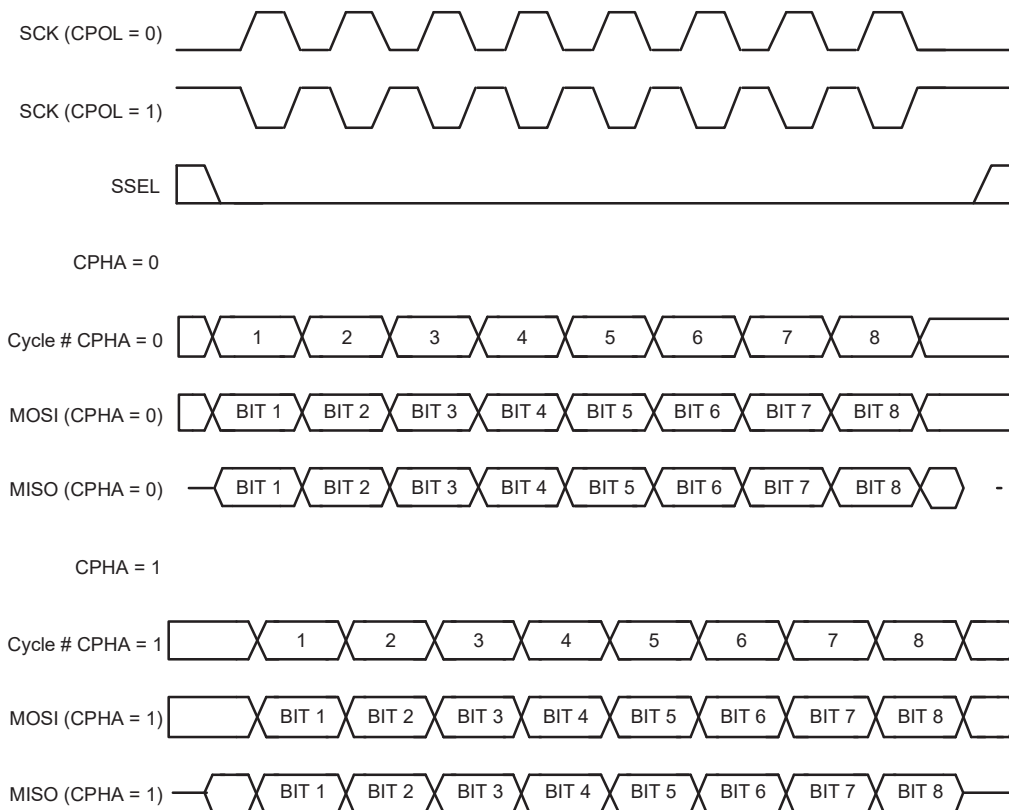 SCK (CPOL = 0)
SCK (CPOL = 1)
SSEL
CPHA = 0
Cycle # CPHA = 0 1 2 3 4 5 6 7 8
MOSI (CPHA = 0) BIT 1 BIT 2 BIT 3 BIT 4 BIT 5 BIT 6 BIT 7 BIT 8
MISO (CPHA = 0) BIT 1 BIT 2 BIT 3 BIT 4 BIT 5 BIT 6 BIT 7 BIT 8
CPHA = 1
Cycle # CPHA = 1 1 2 3 4 5 6 7 8
MOSI (CPHA = 1) BIT 1 BIT 2 BIT 3 BIT 4 BIT 5 BIT 6 BIT 7 BIT 8
MISO (CPHA = 1) BIT 1 BIT 2 BIT 3 BIT 4 BIT 5 BIT 6 BIT 7 BIT 8